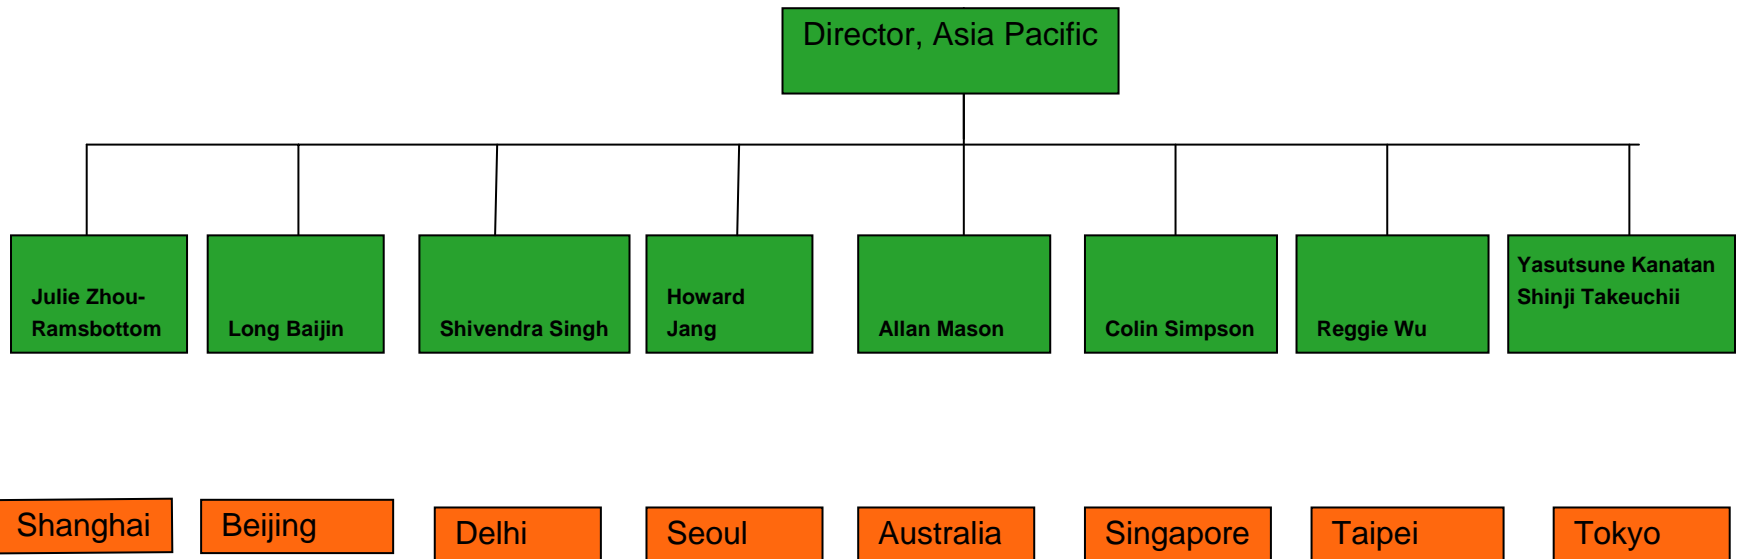 Director, Asia Pacific
Julie Zhou-
Ramsbottom
Long Baijin
Shivendra Singh
Howard
Jang
Allan Mason
Colin Simpson
Reggie Wu
Yasutsune Kanatan
Shinji Takeuchii
Shanghai
Beijing
Delhi
Seoul
Australia
Singapore
Taipei
Tokyo